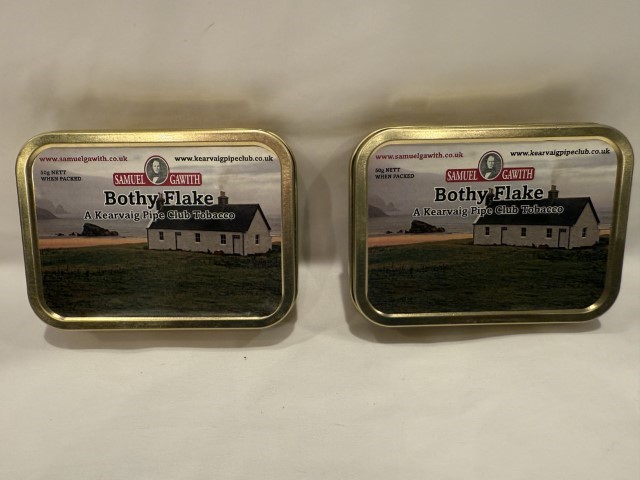 www.samuelgawith.co.uk www.kearvaigpipeclub.co.uk
50g NETT
WHEN PACKED
SAMUEL GAWITH
Bothy Flake
A Kearvaig Pipe Club Tobacco
www.samuelgawith.co.uk www.kearvaigpipeclub.co.uk
50g NETT
WHEN PACKED
SAMUEL GAWITH
Bothy Flake
A Kearvaig Pipe Club Tobacco